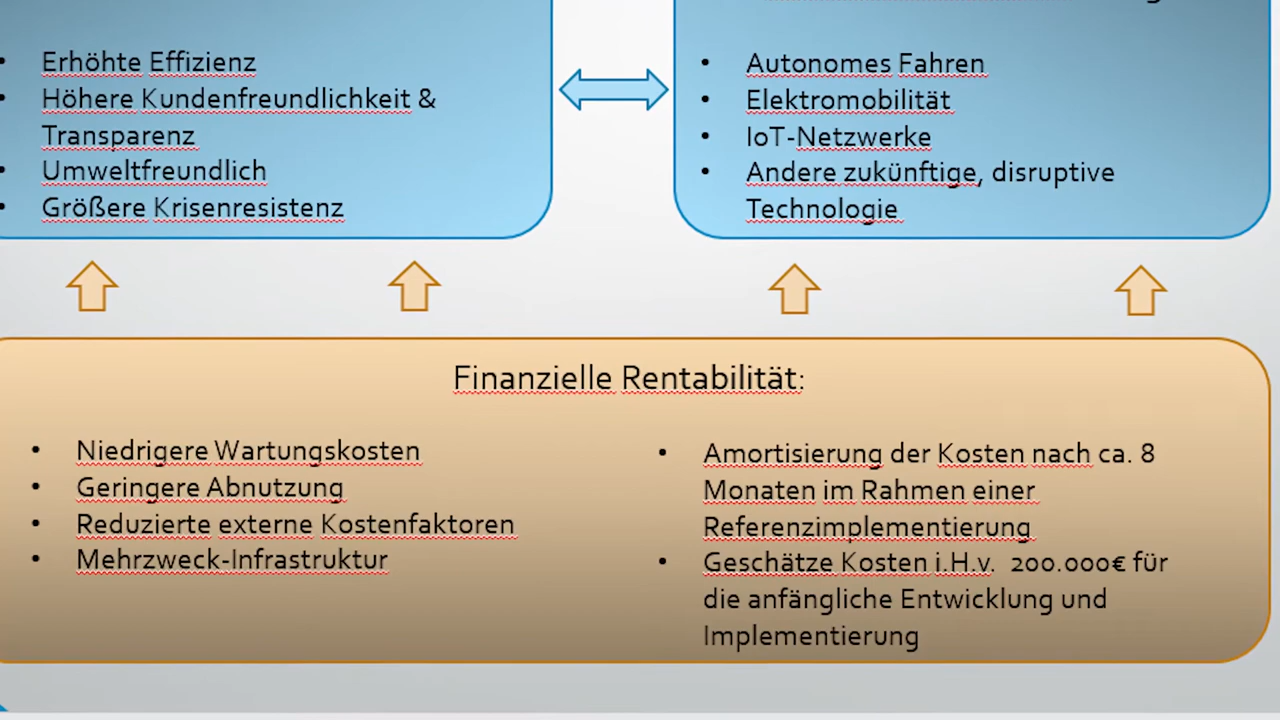 Erhöhte Effizienz
Höhere Kundenfreundlichkeit &
Transparenz
Umweltfreundlich
Größere Krisenresistenz
Autonomes Fahren
Elektromobilität
IoT-Netzwerke
Andere zukünftige, disruptive
Technologie
Finanzielle Rentabilität:
Niedrigere Wartungskosten
Geringere Abnutzung
Reduzierte externe Kostenfaktoren
Mehrzweck-Infrastruktur
Amortisierung der Kosten nach ca. 8
Monaten im Rahmen einer
Referenzimplementierung
Geschätze Kosten i.H.v. 200.000€ für
die anfängliche Entwicklung und
Implementierung